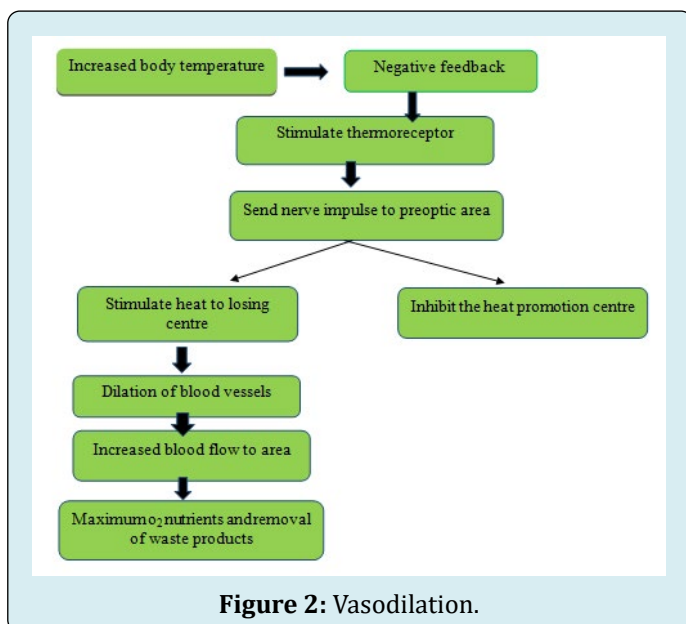 Increased body temperature
Negative feedback
Stimulate thermoreceptor
Send nerve impulse to preoptic area
Stimulate heat to losing
centre
Inhibit the heat promotion centre
Dilation of blood vessels
Increased blood flow to area
Maximumo₂nutrients andremoval
of waste products
Figure 2: Vasodilation.